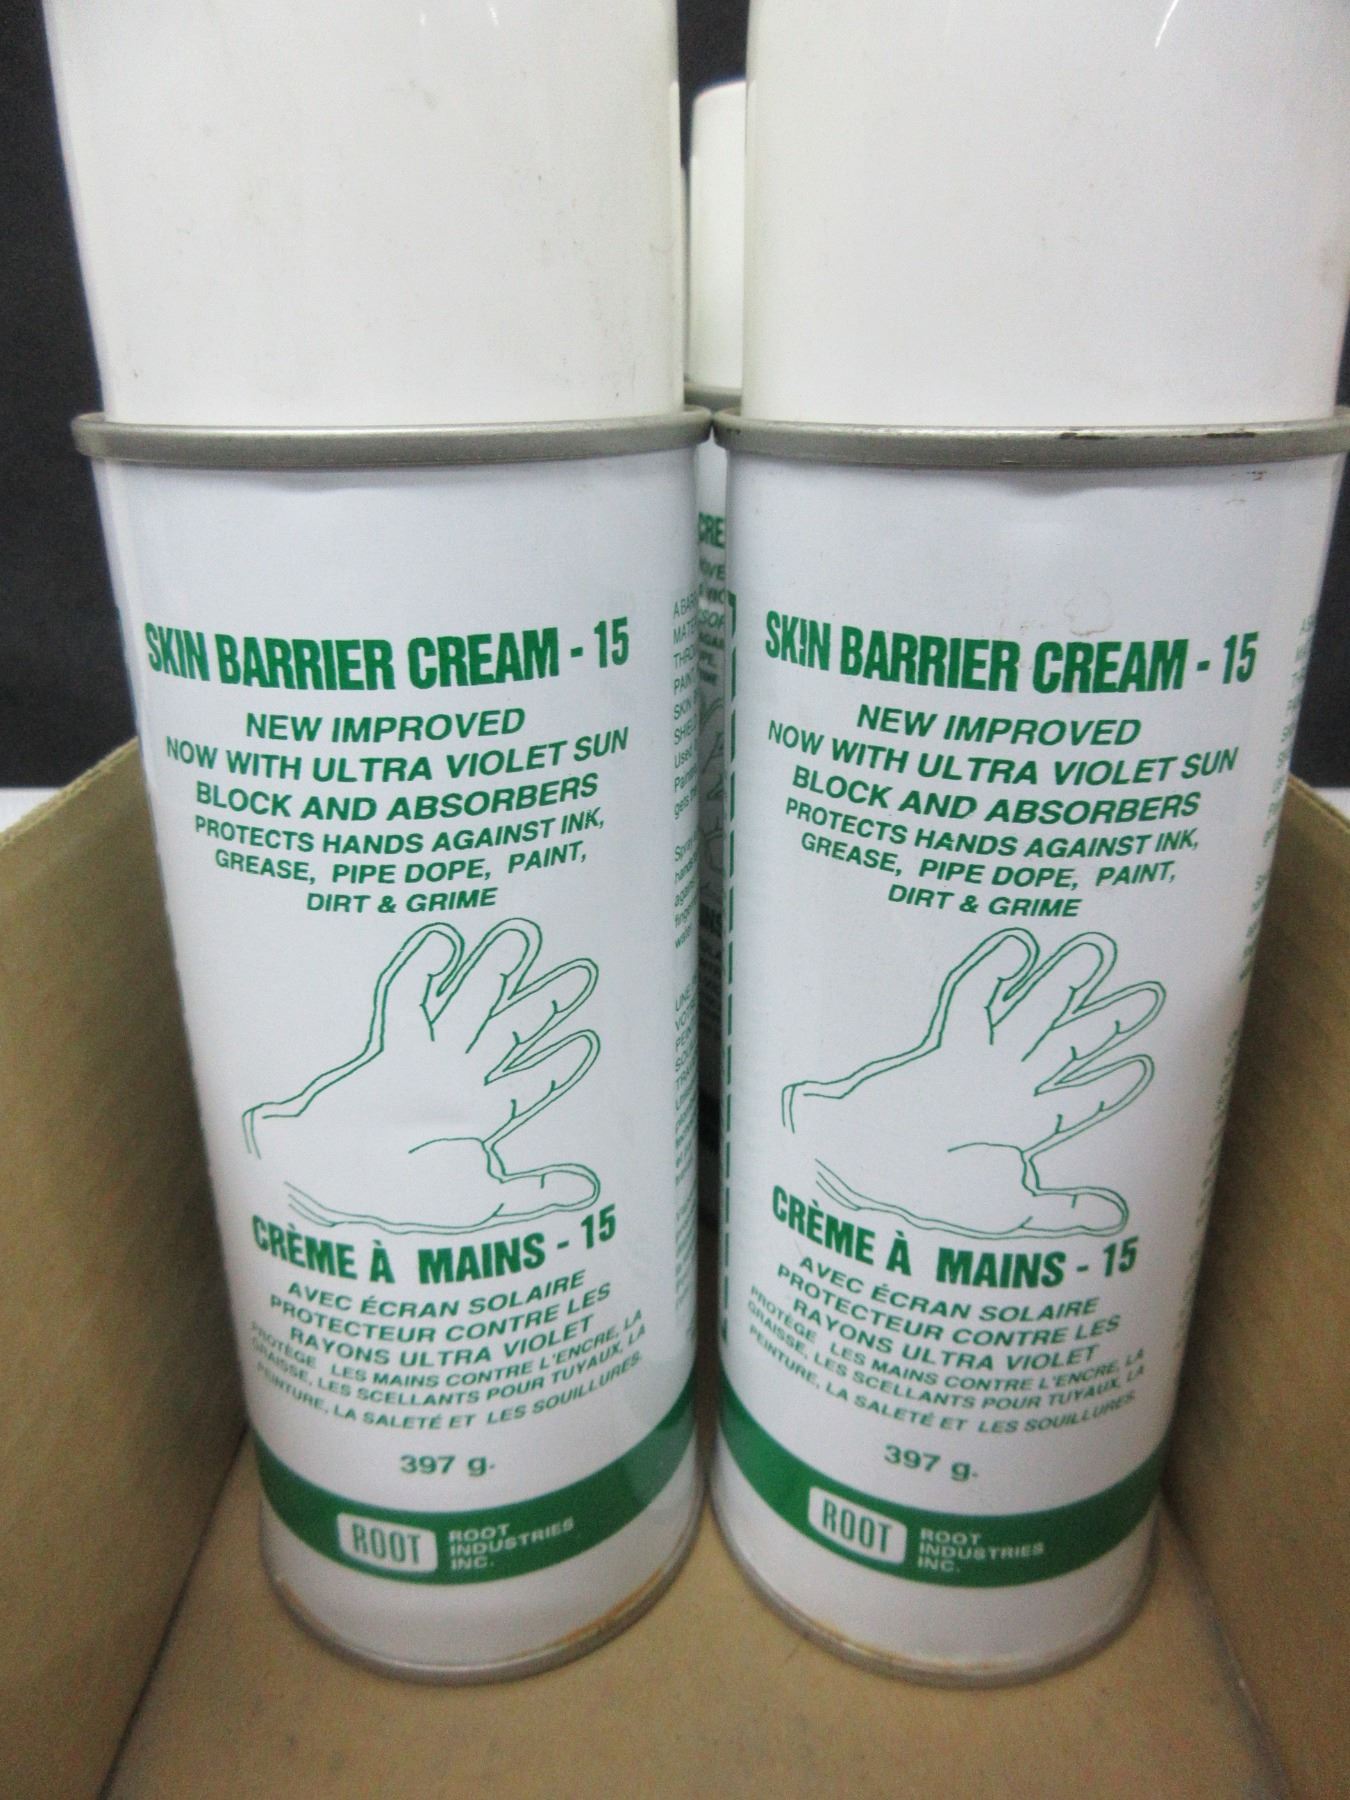 SKIN BARRIER CREAM - 15
NEW IMPROVED
NOW WITH ULTRA VIOLET SUN
BLOCK AND ABSORBERS
PROTECTS HANDS AGAINST INK,
GREASE, PIPE DOPE, PAINT,
DIRT & GRIME
CRÈME À MAINS - 15
AVEC ÉCRAN SOLAIRE
PROTECTEUR CONTRE LES
RAYONS ULTRA VIOLET
PROTÈGE LES MAINS CONTRE L'ENCRE, LA
GRAISSE, LES SCELLANTS POUR TUYAUX, LA
PEINTURE, LA SALETÉ ET LES SOUILLURES.
397 g.
ROOT
ROOT
INDUSTRIES
INC.
SKIN BARRIER CREAM - 15
NEW IMPROVED
NOW WITH ULTRA VIOLET SUN
BLOCK AND ABSORBERS
PROTECTS HANDS AGAINST INK,
GREASE, PIPE DOPE, PAINT,
DIRT & GRIME
CRÈME À MAINS - 15
AVEC ÉCRAN SOLAIRE
PROTECTEUR CONTRE LES
RAYONS ULTRA VIOLET
PROTÈGE LES MAINS CONTRE L'ENCRE, LA
GRAISSE, LES SCELLANTS POUR TUYAUX, LA
PEINTURE, LA SALETÉ ET LES SOUILLURES.
397 g.
ROOT
ROOT
INDUSTRIES
INC.